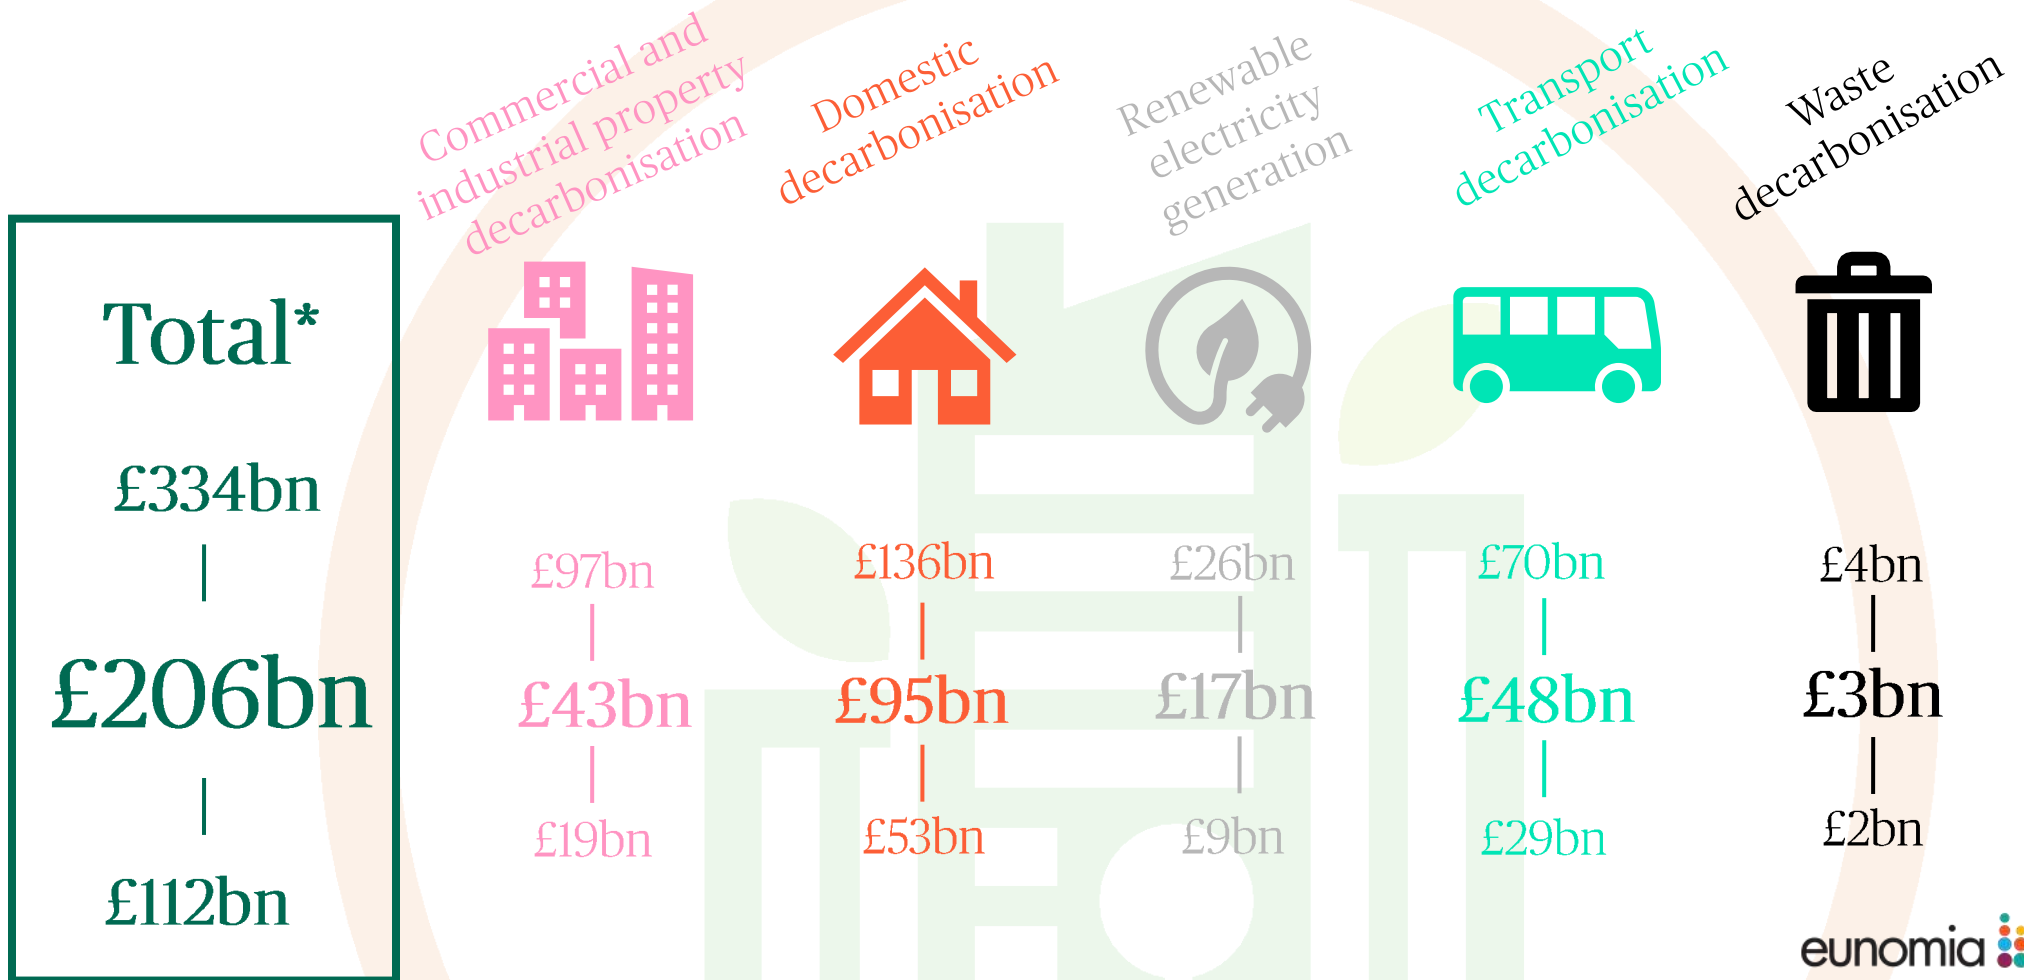 Commercial and
industrial property
decarbonisation
Domestic
decarbonisation
Renewable
electricity
generation
Transport
decarbonisation
Waste
decarbonisation
Total*
£334bn
£206bn
£112bn
£97bn
£43bn
£19bn
£136bn
£95bn
£53bn
£26bn
£17bn
£9bn
£70bn
£48bn
£29bn
£4bn
£3bn
£2bn
eunomia